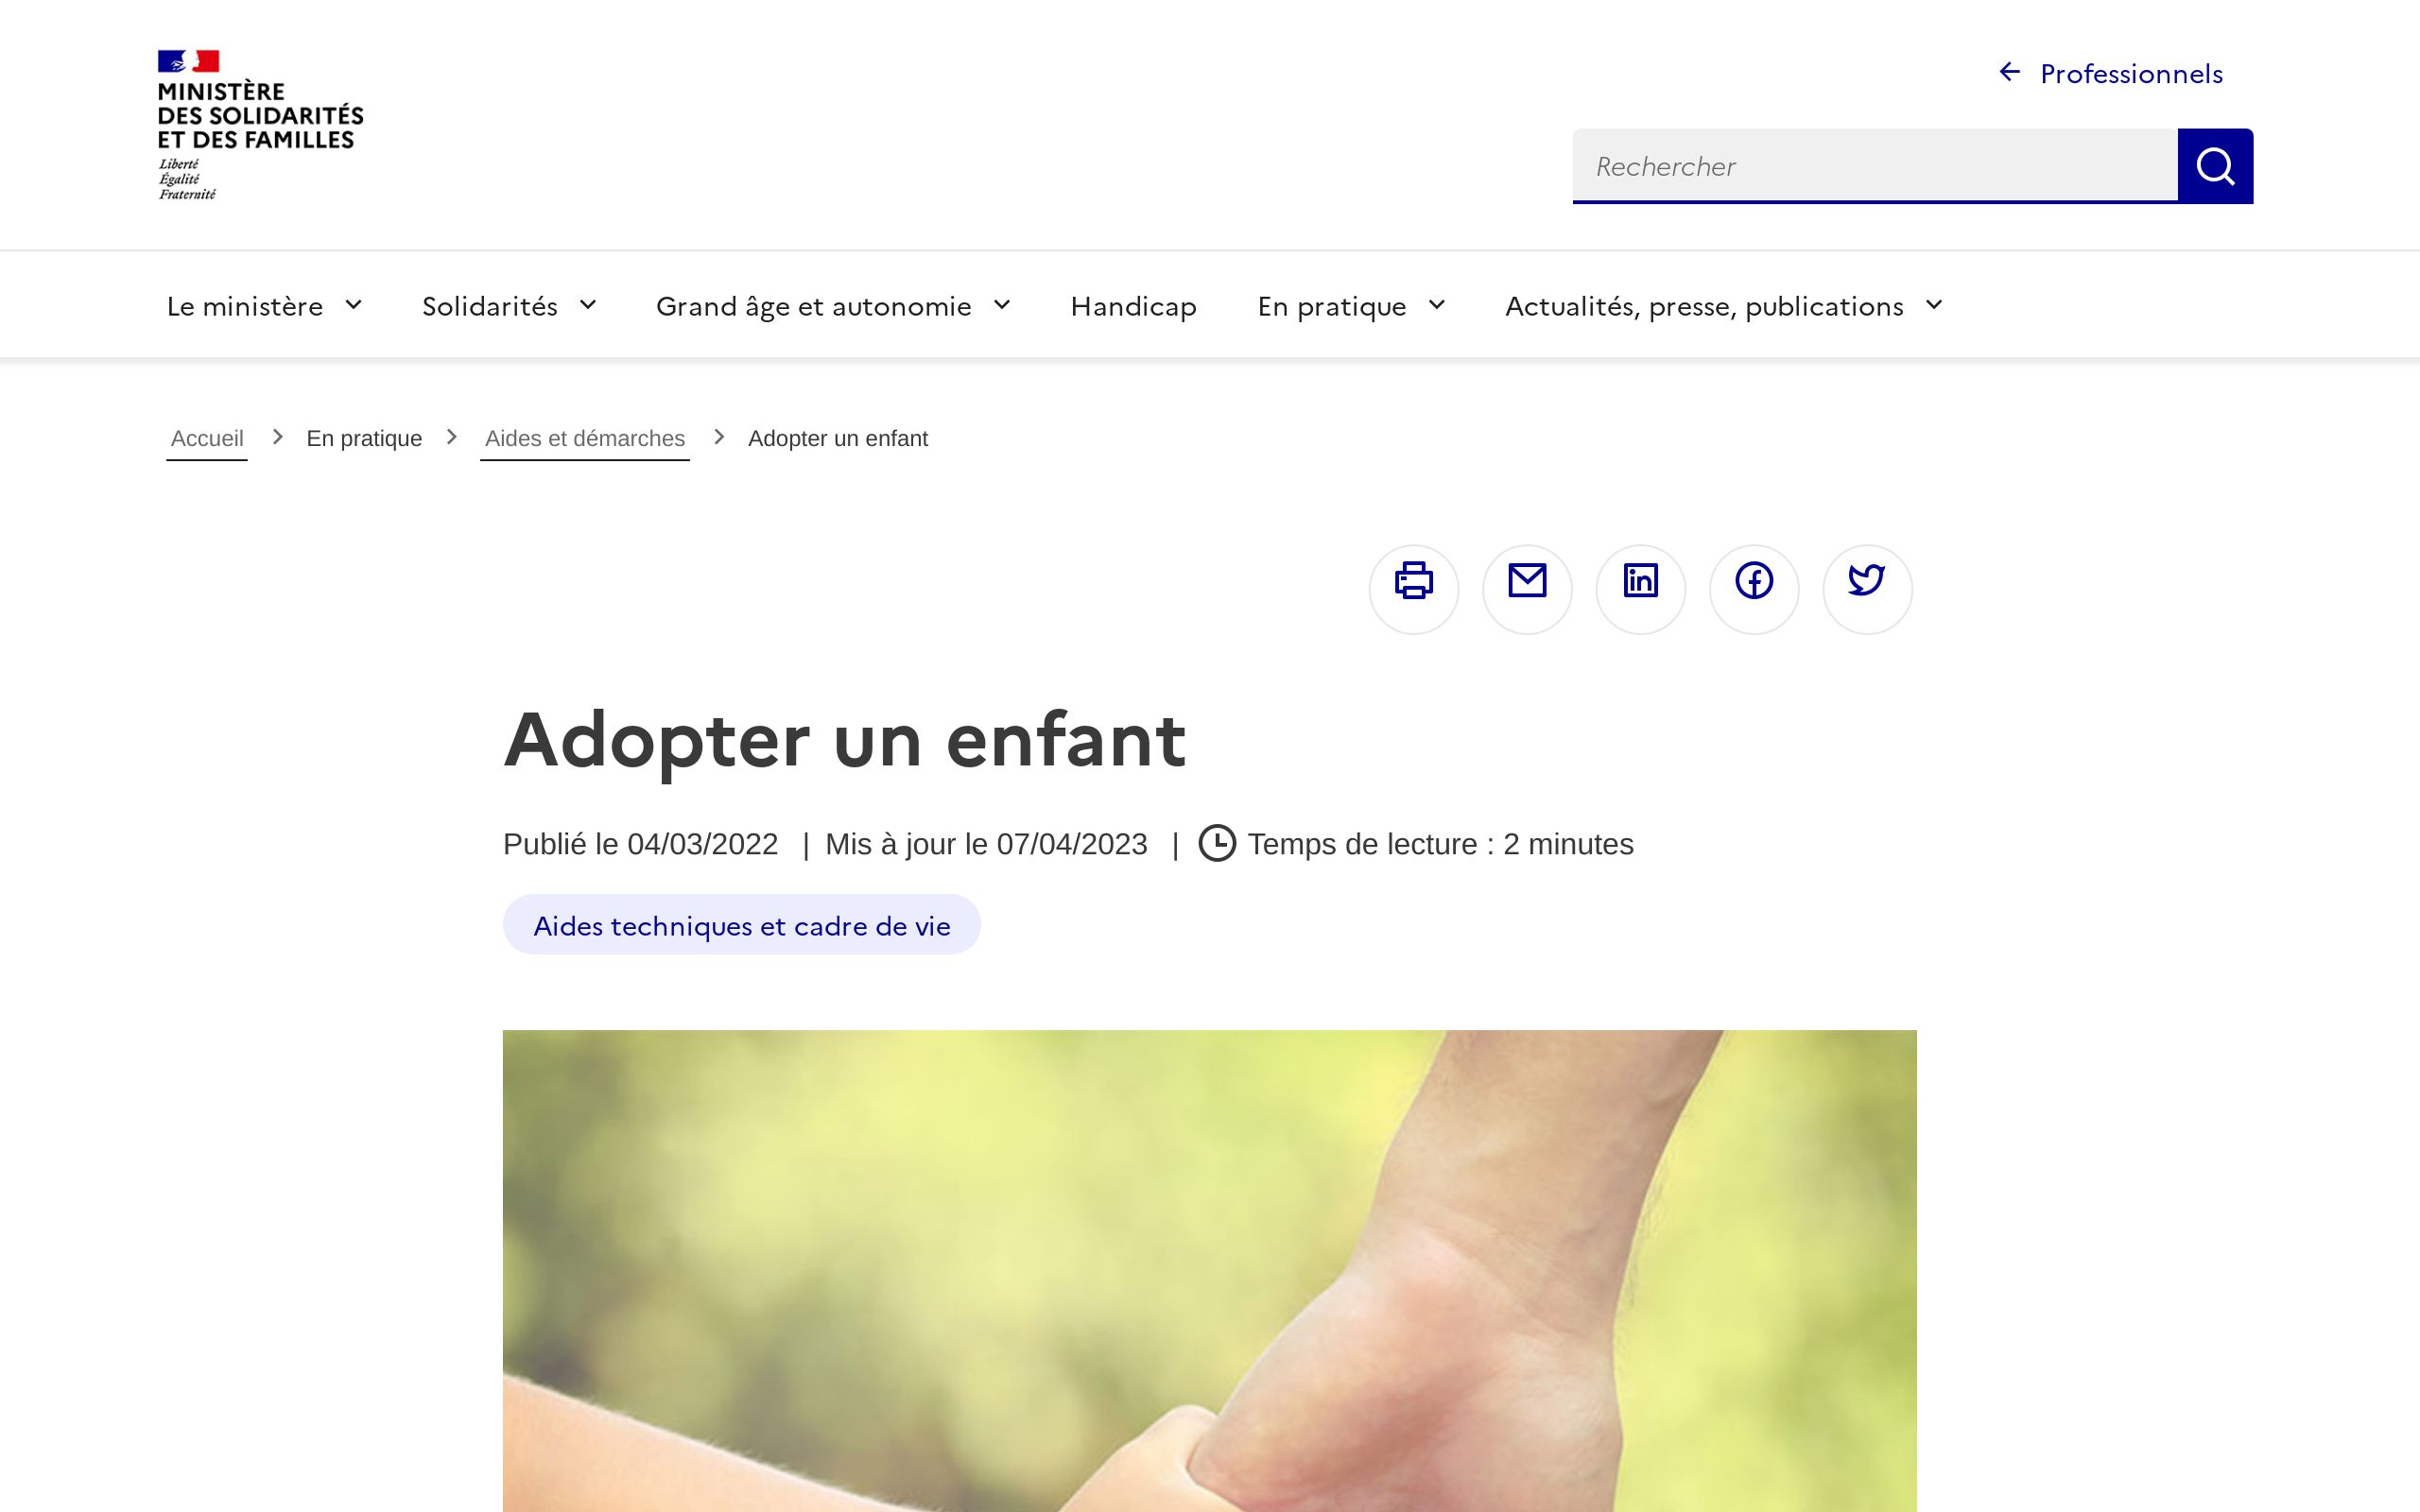 MINISTÈRE
DES SOLIDARITÉS
ET DES FAMILLES
Liberté
Égalité
Fraternité
Professionnels
Rechercher
Le ministère Solidarités Grand âge et autonomie Handicap En pratique Actualités, presse, publications
Accueil En pratique Aides et démarches Adopter un enfant
Adopter un enfant
Publié le 04/03/2022 | Mis à jour le 07/04/2023 | Temps de lecture : 2 minutes
Aides techniques et cadre de vie